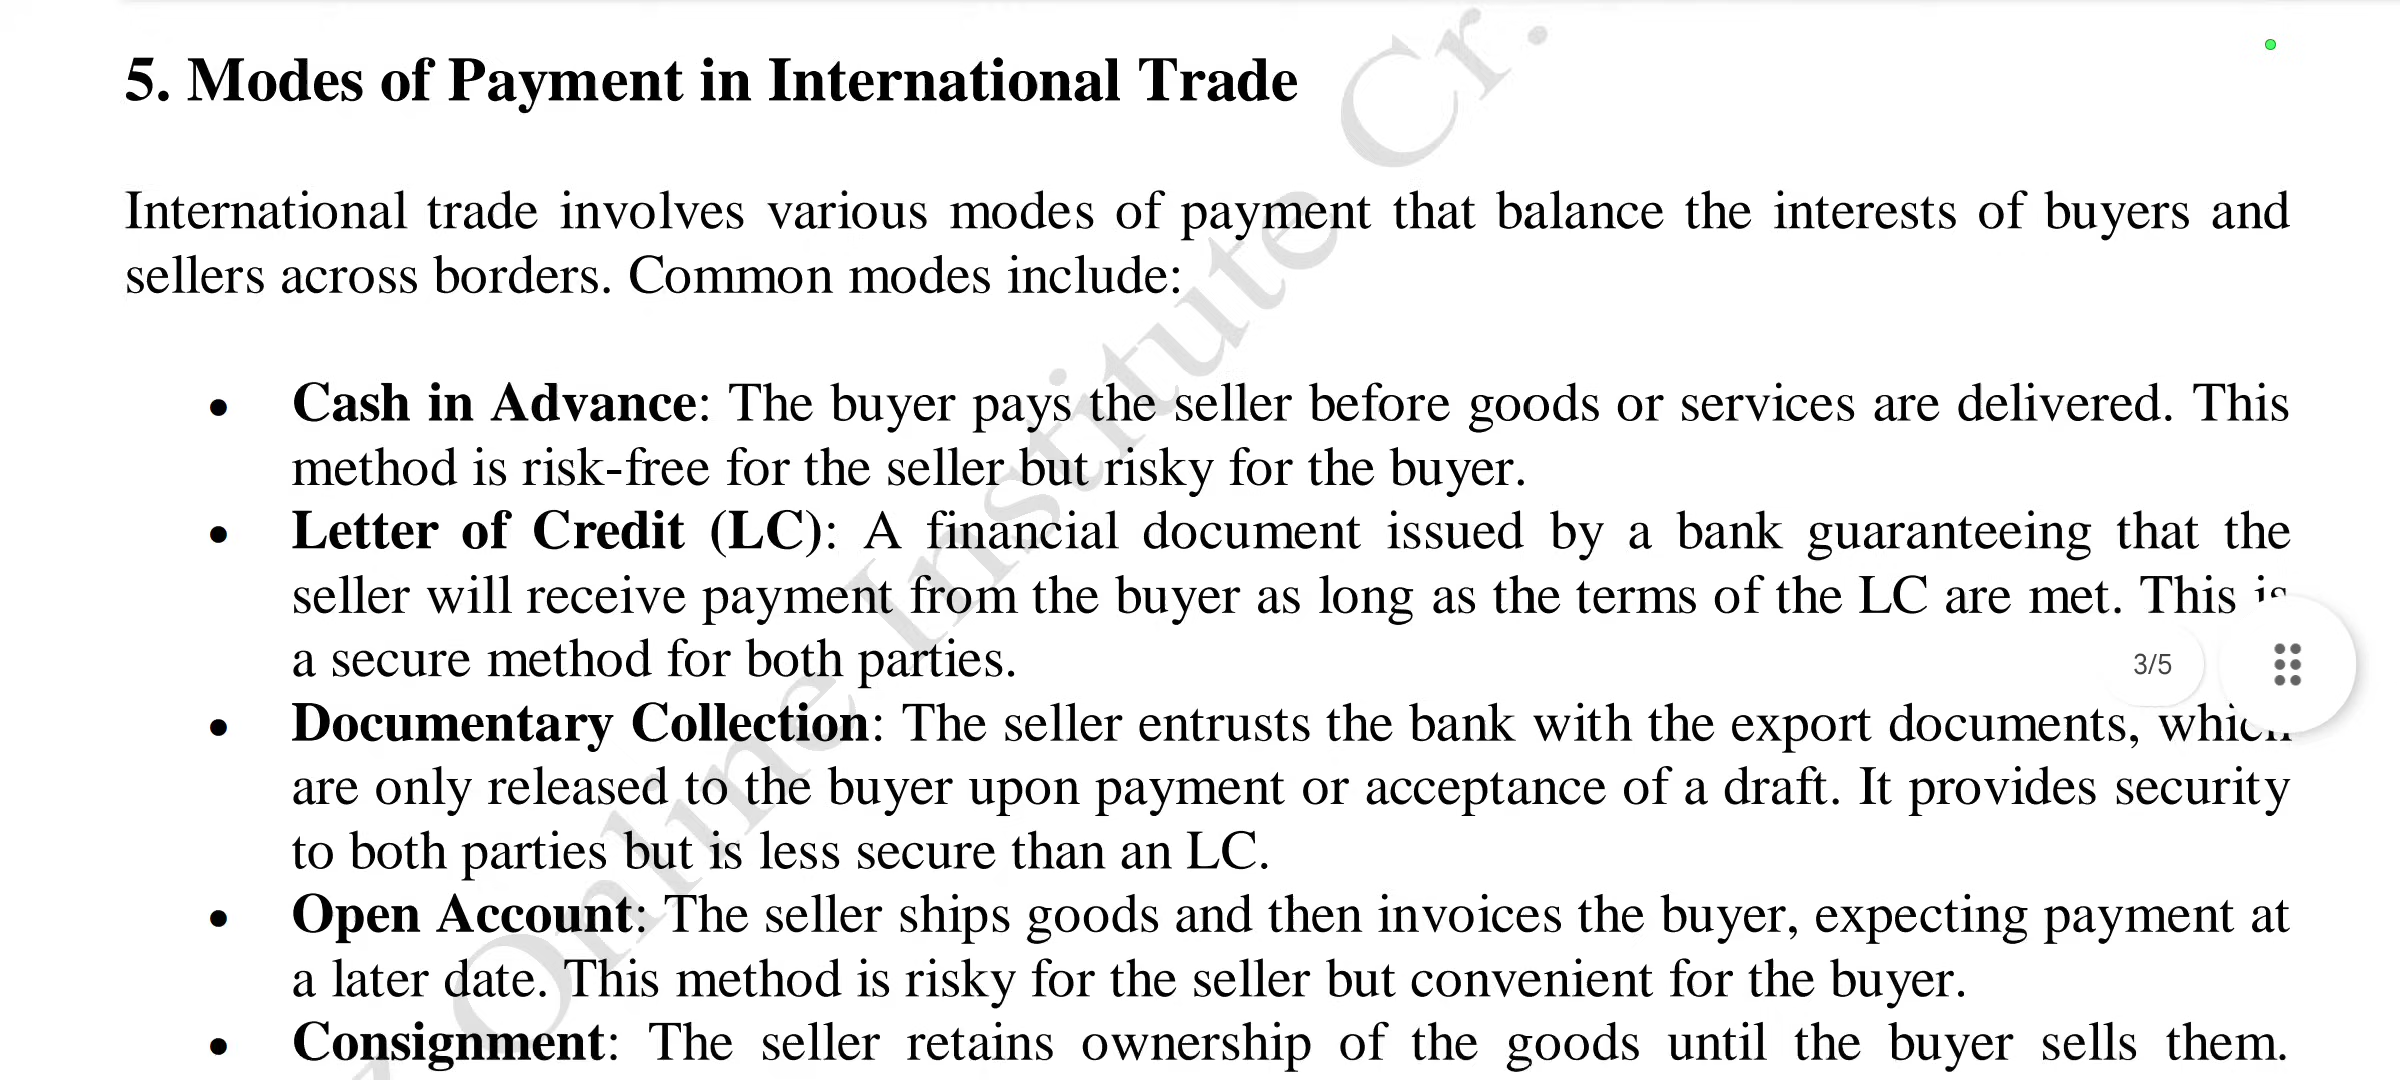 5. Modes of Payment in International Trade
International trade involves various modes of payment that balance the interests of buyers and
sellers across borders. Common modes include:
• Cash in Advance: The buyer pays the seller before goods or services are delivered. This
method is risk-free for the seller but risky for the buyer.
• Letter of Credit (LC): A financial document issued by a bank guaranteeing that the
seller will receive payment from the buyer as long as the terms of the LC are met. This is
a secure method for both parties.
• Documentary Collection: The seller entrusts the bank with the export documents, which
are only released to the buyer upon payment or acceptance of a draft. It provides security
to both parties but is less secure than an LC.
• Open Account: The seller ships goods and then invoices the buyer, expecting payment at
a later date. This method is risky for the seller but convenient for the buyer.
• Consignment: The seller retains ownership of the goods until the buyer sells them.
3/5
Online Institute Cr.